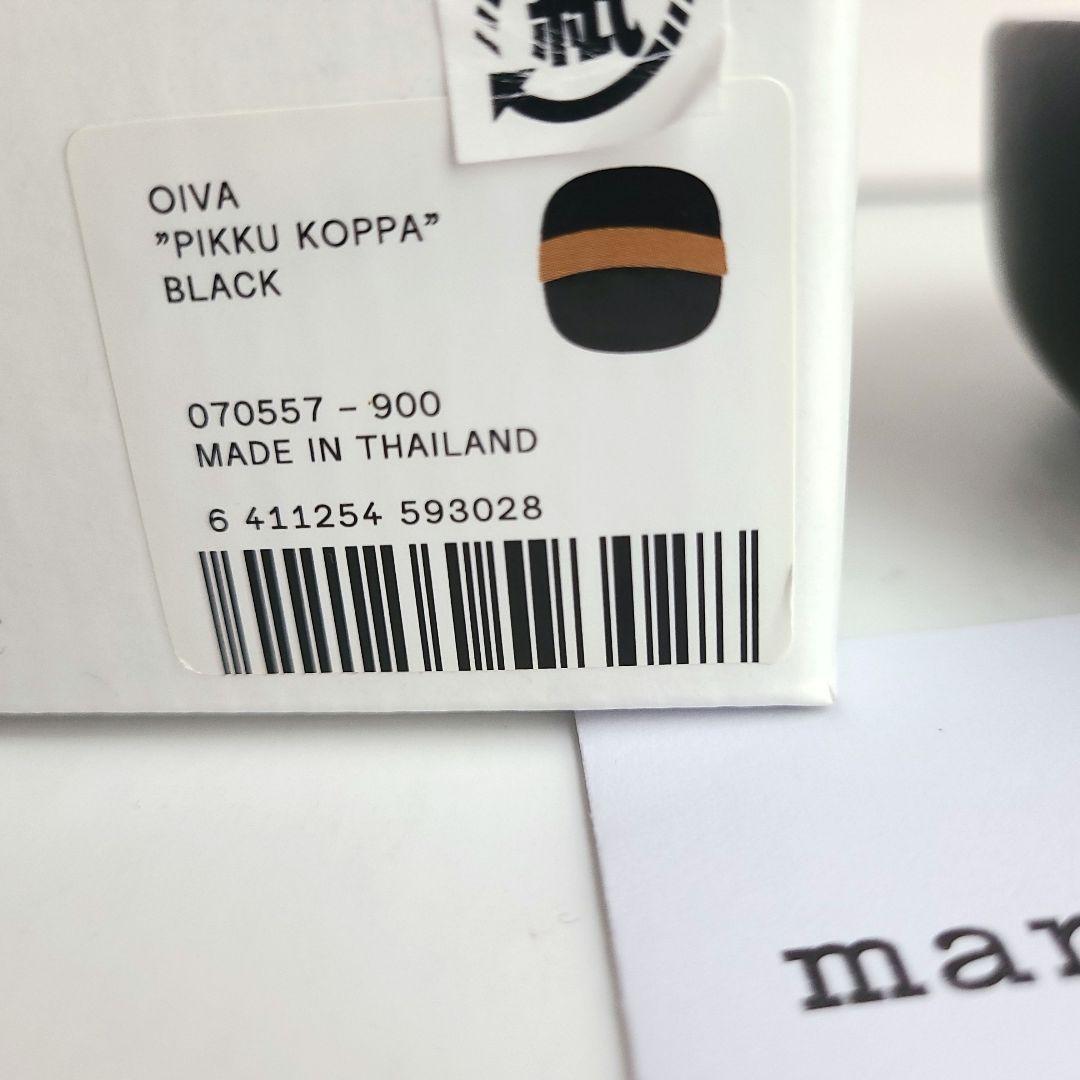 OIVA
”PIKKU KOPPA”
BLACK
070557 – 900
MADE IN THAILAND
6 411254 593028
mar